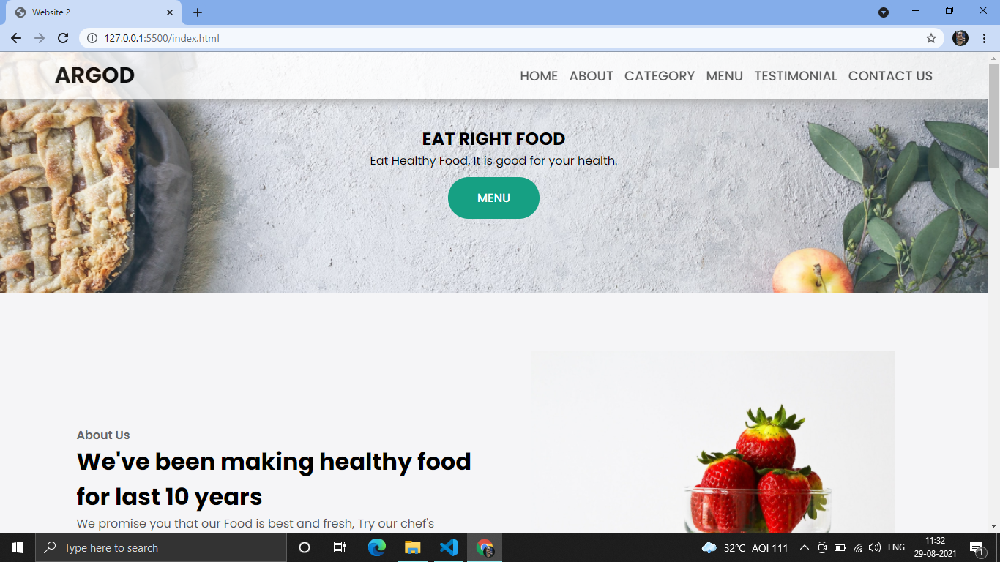 Website 2
127.0.0.1:5500/index.html
ARGOD
HOME ABOUT CATEGORY MENU TESTIMONIAL CONTACT US
EAT RIGHT FOOD
Eat Healthy Food, It is good for your health.
MENU
About Us
We've been making healthy food
for last 10 years
We promise you that our Food is best and fresh, Try our chef's
Type here to search
32°C AQI 111
ENG
11:32
29-08-2021
1